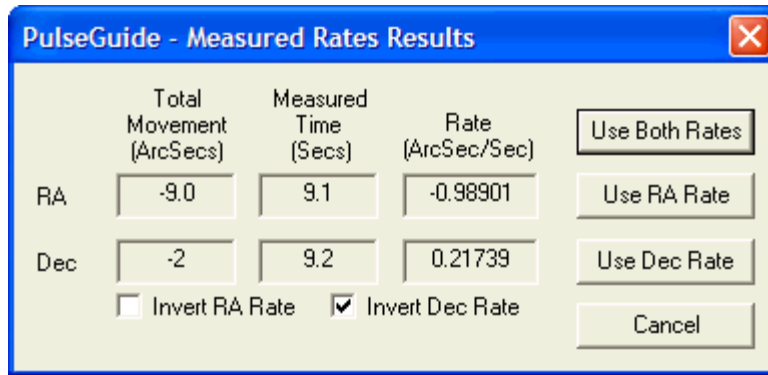 PulseGuide - Measured Rates Results
Total Movement (ArcSecs)
Measured Time (Secs)
Rate (ArcSec/Sec)
Use Both Rates
RA
-9.0
9.1
-0.98901
Use RA Rate
Dec
-2
9.2
0.21739
Use Dec Rate
Invert RA Rate
Invert Dec Rate
Cancel